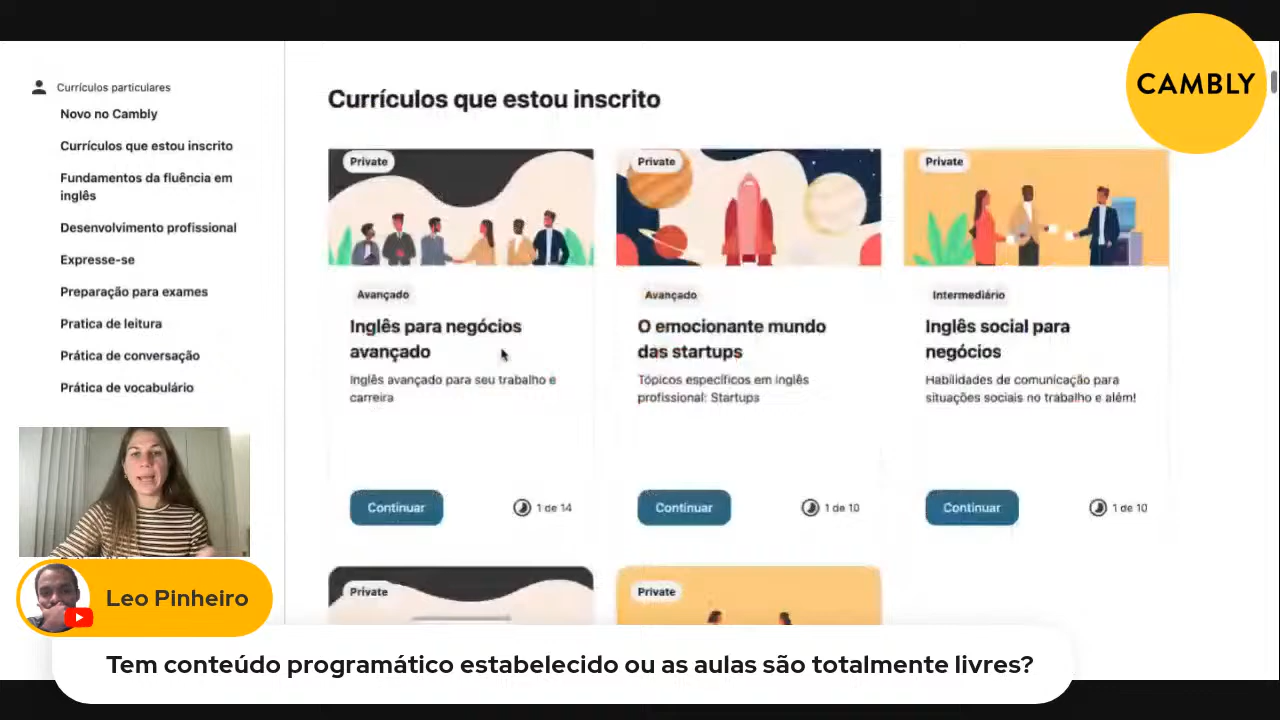 CAMBLY
Currículos particulares
Novo no Cambly
Currículos que estou inscrito
Fundamentos da fluência em
inglês
Desenvolvimento profissional
Expresse-se
Preparação para exames
Pratica de leitura
Prática de conversação
Prática de vocabulário
Currículos que estou inscrito
Private
Avançado
Inglês para negócios
avançado
Inglês avançado para seu trabalho e
carreira
Continuar
1 de 14
Private
Avançado
O emocionante mundo
das startups
Tópicos específicos em inglês
profissional: Startups
Continuar
1 de 10
Private
Intermediário
Inglês social para
negócios
Habilidades de comunicação para
situações sociais no trabalho e além!
Continuar
1 de 10
Private
Private
Leo Pinheiro
Tem conteúdo programático estabelecido ou as aulas são totalmente livres?